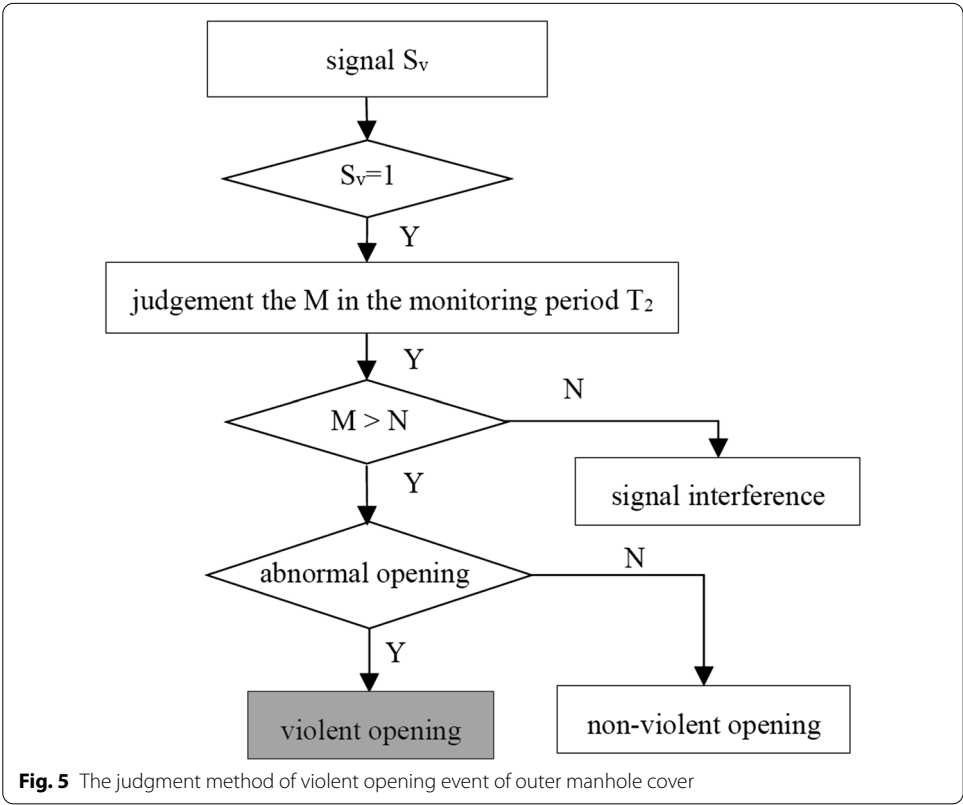 signal Sᵥ
Sᵥ=1
Y
judgement the M in the monitoring period T₂
Y
N
M > N
signal interference
Y
N
abnormal opening
Y
violent opening
non-violent opening
Fig. 5 The judgment method of violent opening event of outer manhole cover